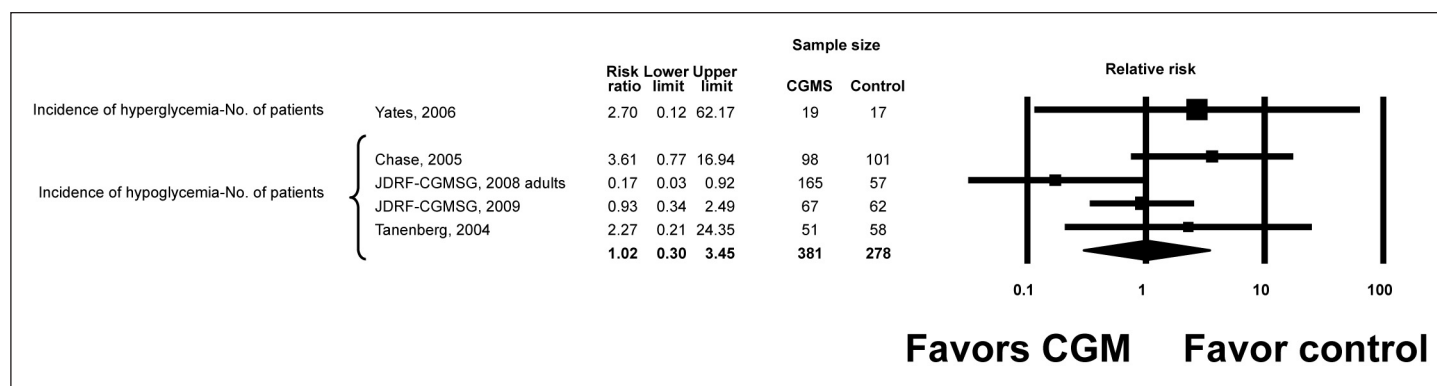 Sample size
Risk ratio Lower limit Upper limit CGMS Control Relative risk
Incidence of hyperglycemia-No. of patients Yates, 2006 2.70 0.12 62.17 19 17
Chase, 2005 3.61 0.77 16.94 98 101
Incidence of hypoglycemia-No. of patients JDRF-CGMSG, 2008 adults 0.17 0.03 0.92 165 57
JDRF-CGMSG, 2009 0.93 0.34 2.49 67 62
Tanenberg, 2004 2.27 0.21 24.35 51 58
1.02 0.30 3.45 381 278
0.1 1 10 100
Favors CGM Favor control